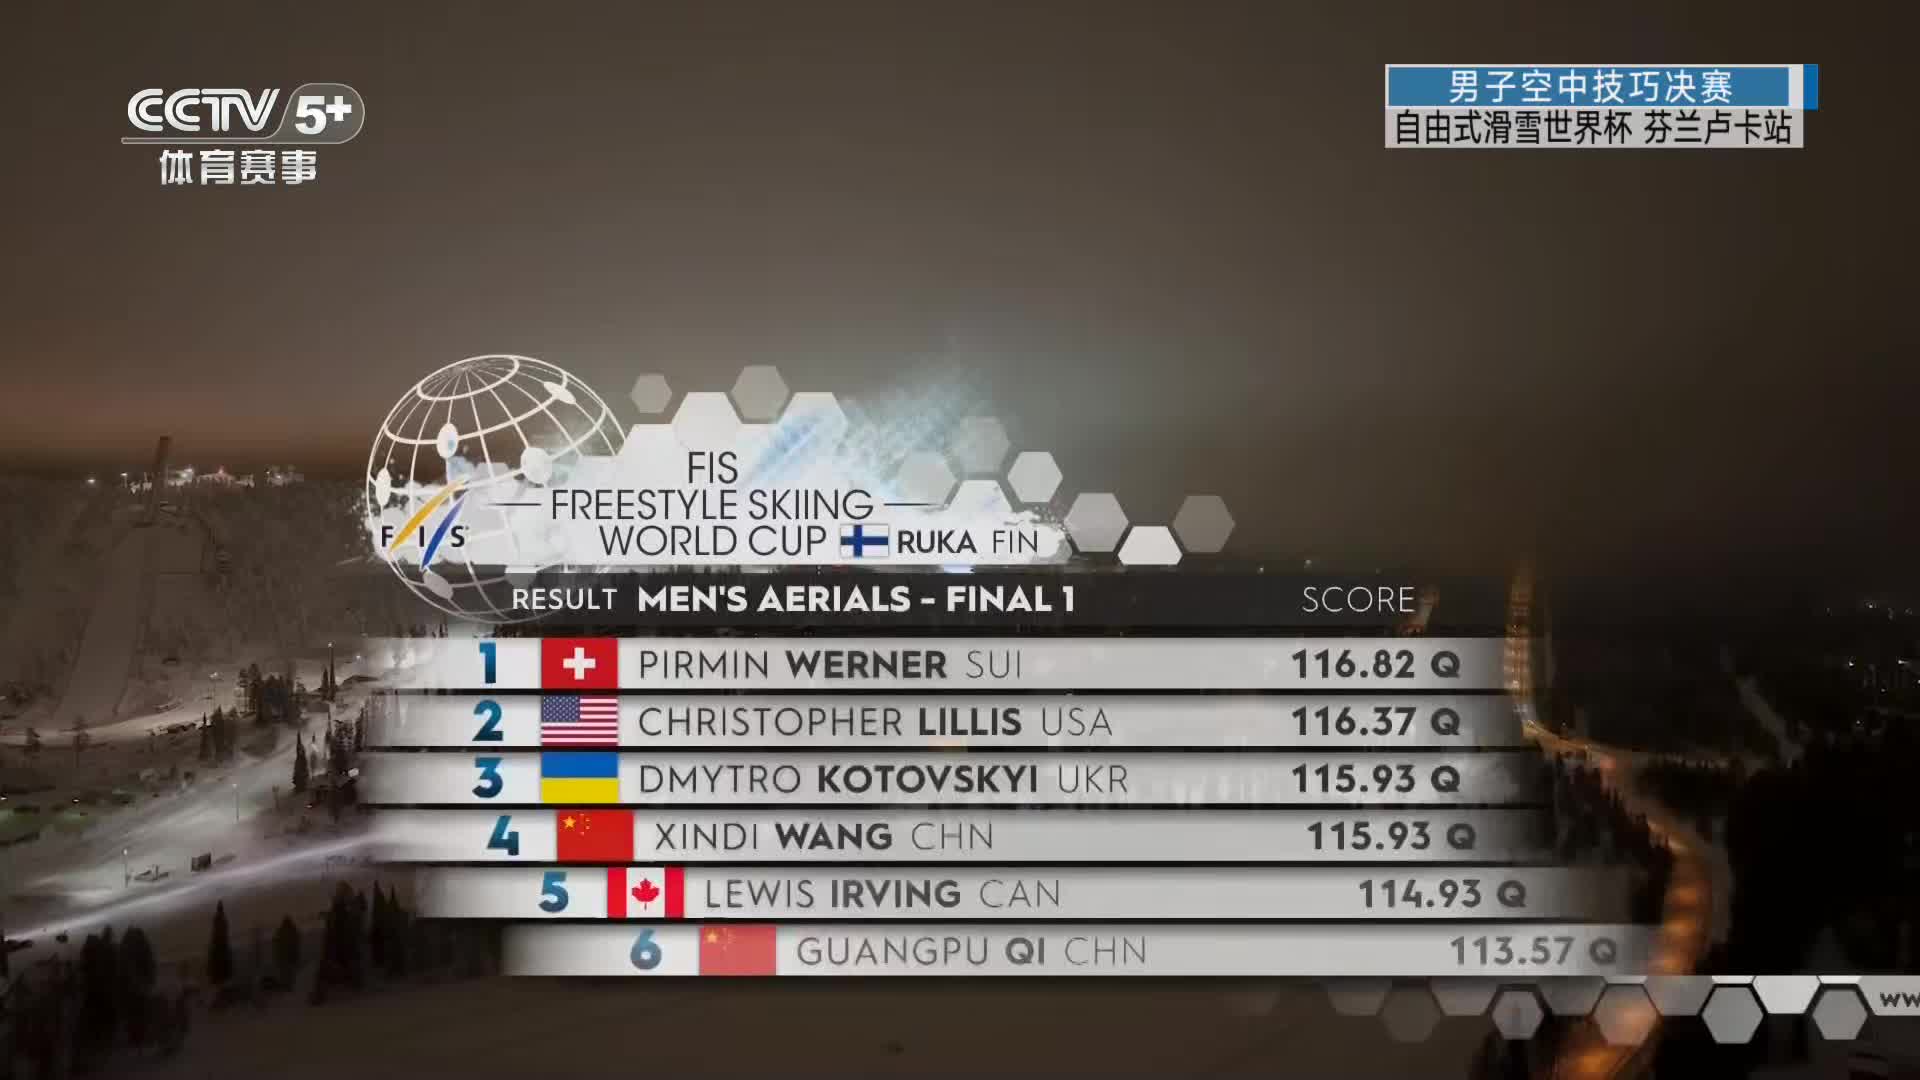 CCTV 5+
体育赛事
男子空中技巧决赛
自由式滑雪世界杯 芬兰卢卡站
FIS
FREESTYLE SKIING
WORLD CUP RUKA FIN
FIS
RESULT MEN'S AERIALS - FINAL 1 SCORE
1 PIRMIN WERNER SUI 116.82 Q
2 CHRISTOPHER LILLIS USA 116.37 Q
3 DMYTRO KOTOVSKYI UKR 115.93 Q
4 XINDI WANG CHN 115.93 Q
5 LEWIS IRVING CAN 114.93 Q
6 GUANGPU QI CHN 113.57 Q